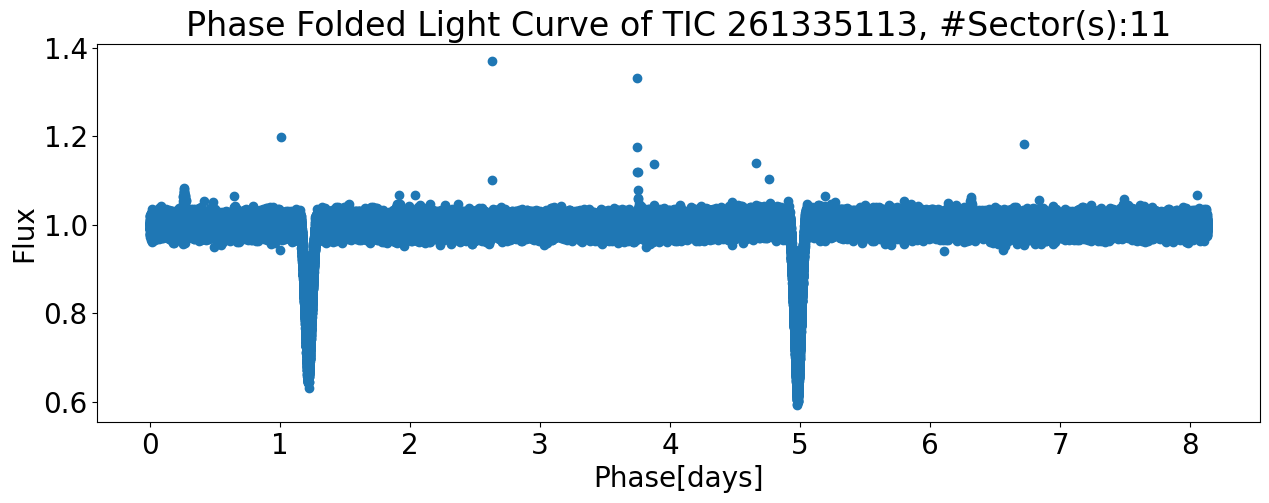 Phase Folded Light Curve of TIC 261335113, #Sector(s):11
1.4
1.2
1.0
0.8
0.6
Flux
0 1 2 3 4 5 6 7 8
Phase[days]